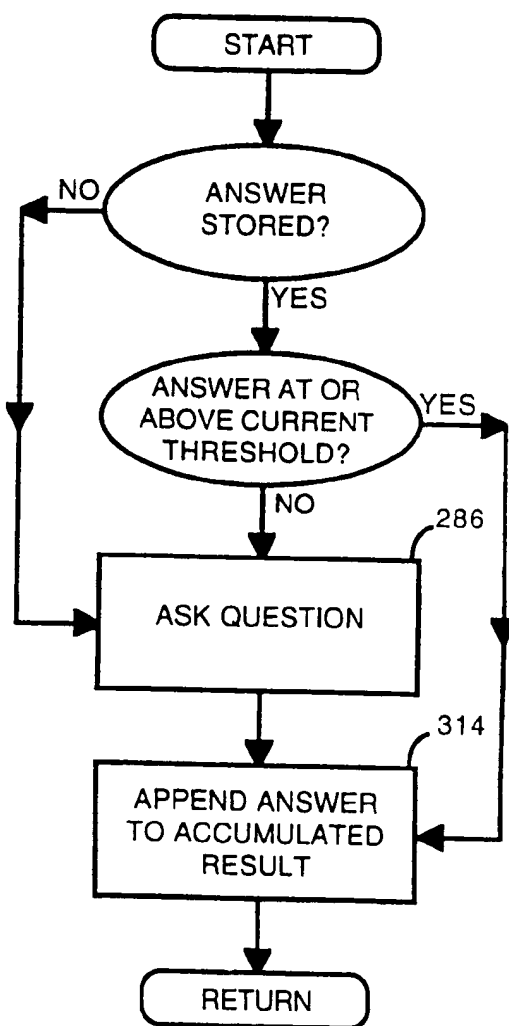 START
NO
ANSWER
STORED?
YES
ANSWER AT OR
ABOVE CURRENT
THRESHOLD?
YES
NO
286
ASK QUESTION
314
APPEND ANSWER
TO ACCUMULATED
RESULT
RETURN